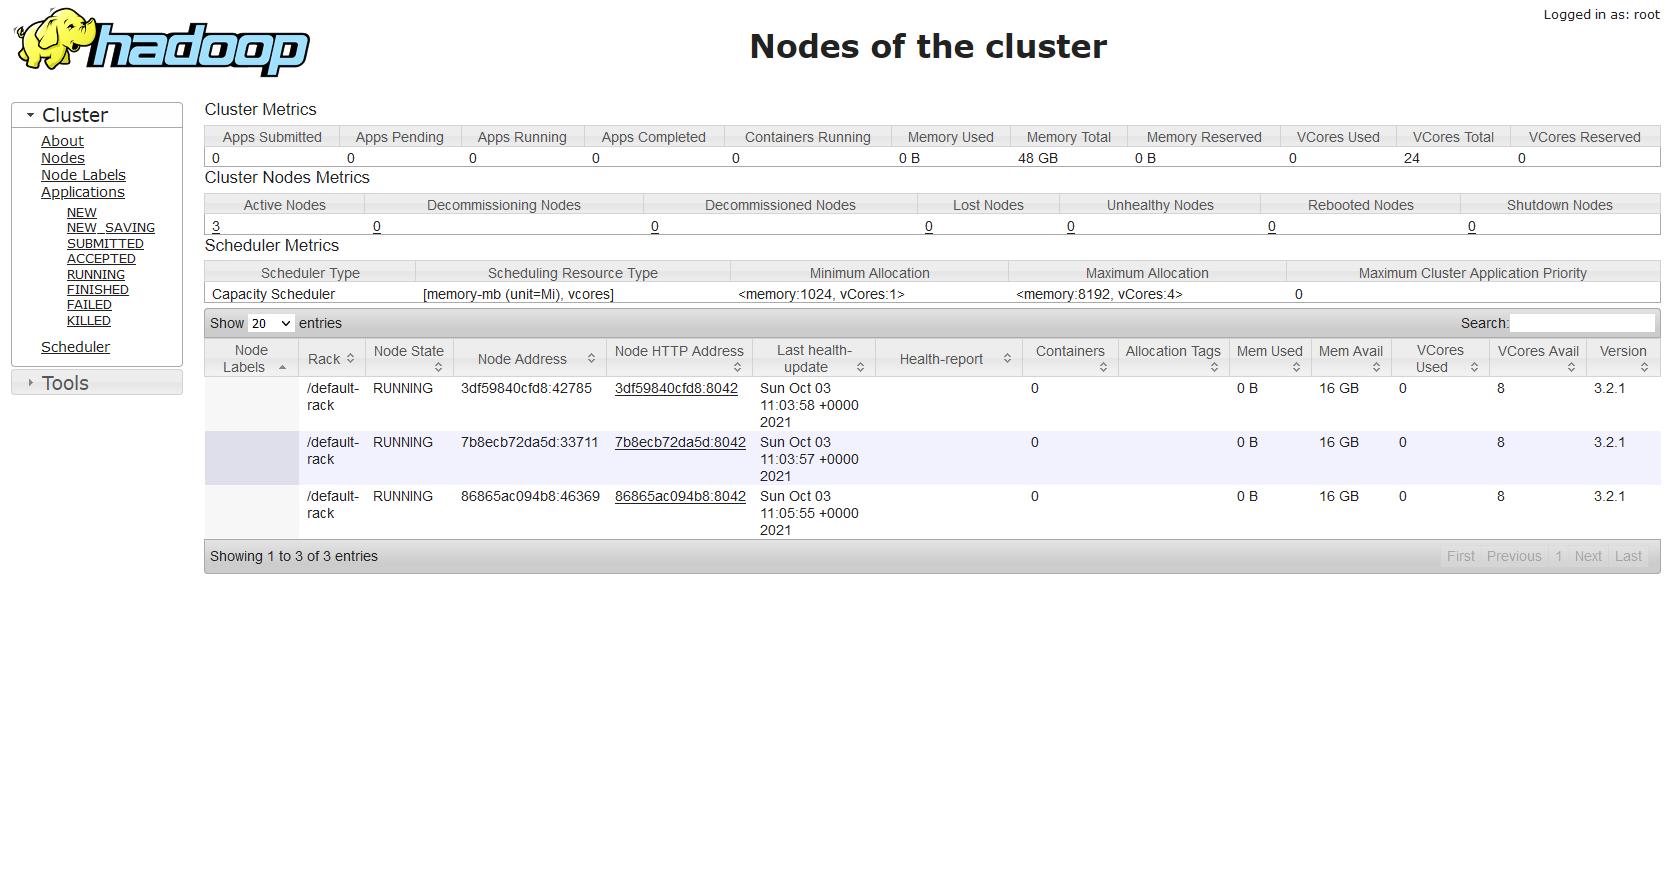 hadoop
Logged in as: root
Nodes of the cluster
Cluster
About
Nodes
Node Labels
Applications
NEW
NEW_SAVING
SUBMITTED
ACCEPTED
RUNNING
FINISHED
FAILED
KILLED
Scheduler
Tools
Cluster Metrics
Apps Submitted Apps Pending Apps Running Apps Completed Containers Running Memory Used Memory Total Memory Reserved VCores Used VCores Total VCores Reserved
0 0 0 0 0 0 B 48 GB 0 B 0 24 0
Cluster Nodes Metrics
Active Nodes Decommissioning Nodes Decommissioned Nodes Lost Nodes Unhealthy Nodes Rebooted Nodes Shutdown Nodes
3 0 0 0 0 0 0
Scheduler Metrics
Scheduler Type Scheduling Resource Type Minimum Allocation Maximum Allocation Maximum Cluster Application Priority
Capacity Scheduler [memory-mb (unit=Mi), vcores] <memory:1024, vCores:1> <memory:8192, vCores:4> 0
Show 20 entries Search:
Node Labels Rack Node State Node Address Node HTTP Address Last health-update Health-report Containers Allocation Tags Mem Used Mem Avail VCores Used VCores Avail Version
/default-rack RUNNING 3df59840cfd8:42785 3df59840cfd8:8042 Sun Oct 03 11:03:58 +0000 2021 0 0 B 16 GB 0 8 3.2.1
/default-rack RUNNING 7b8ecb72da5d:33711 7b8ecb72da5d:8042 Sun Oct 03 11:03:57 +0000 2021 0 0 B 16 GB 0 8 3.2.1
/default-rack RUNNING 86865ac094b8:46369 86865ac094b8:8042 Sun Oct 03 11:05:55 +0000 2021 0 0 B 16 GB 0 8 3.2.1
Showing 1 to 3 of 3 entries First Previous 1 Next Last